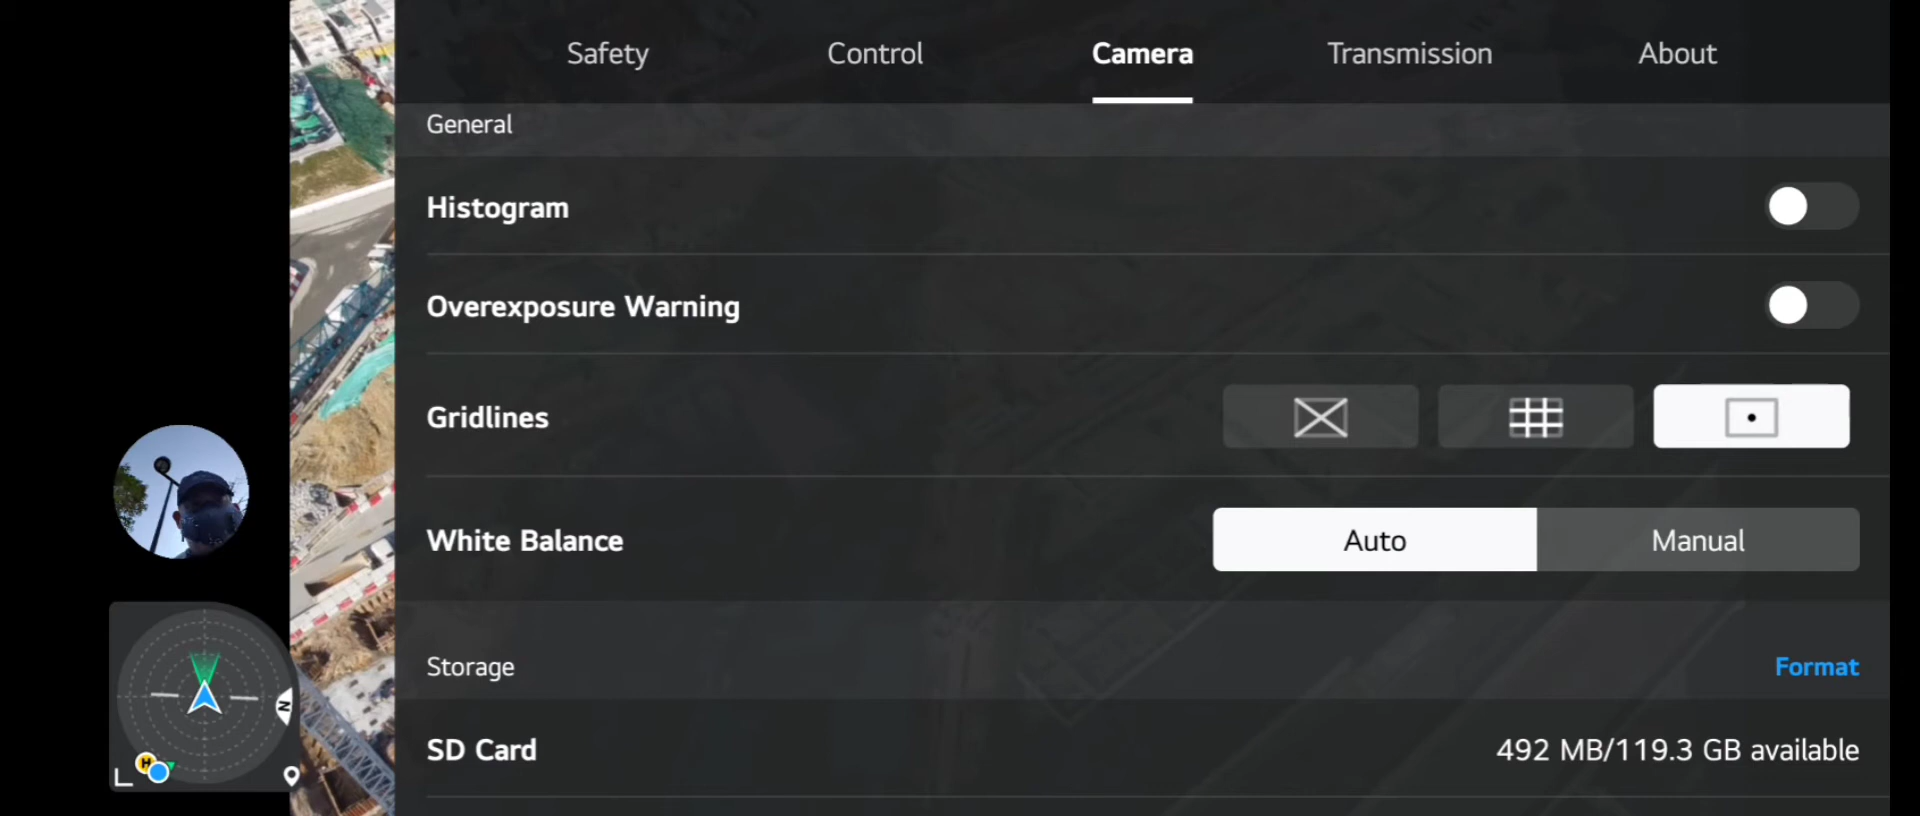 Safety Control Camera Transmission About
General
Histogram
Overexposure Warning
Gridlines
White Balance Auto Manual
Storage Format
SD Card 492 MB/119.3 GB available
N
H